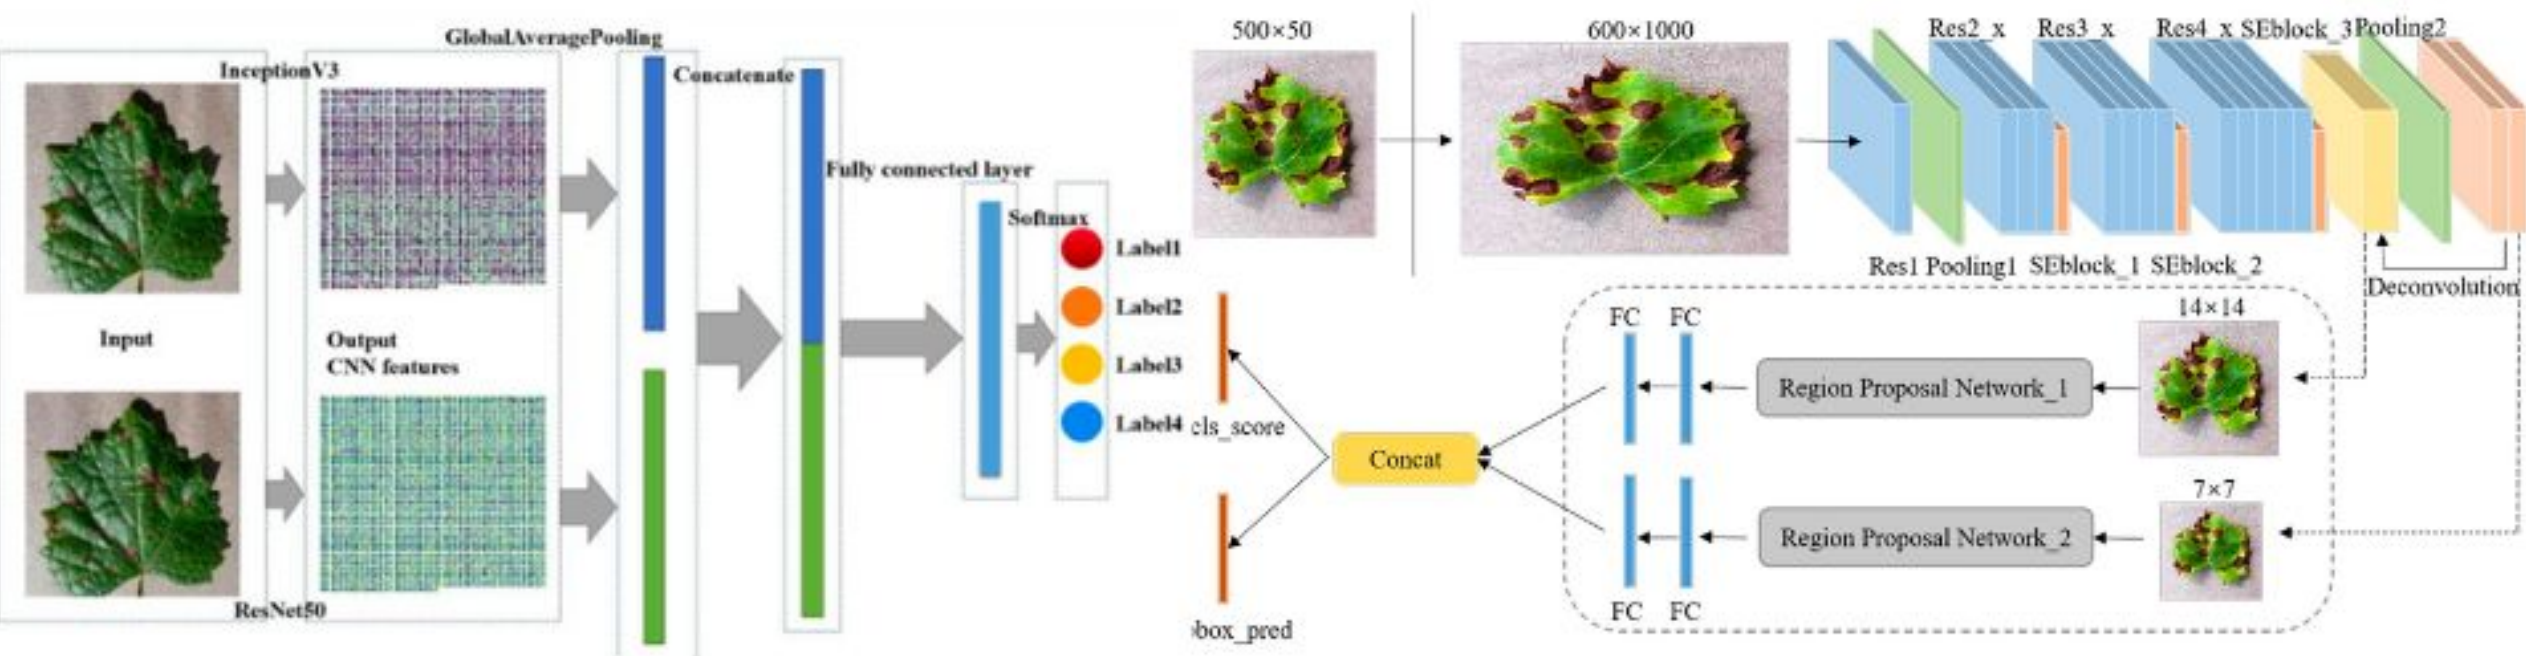 GlobalAveragePooling
InceptionV3
Concatenate
Fully connected layer
Softmax
Label1
Label2
Label3
Label4
Input
Output
CNN features
ResNet50
500×50
600×1000
Res2_x Res3_x Res4_x SEblock_3 Pooling2
Res1 Pooling1 SEblock_1 SEblock_2
Deconvolution
14×14
FC FC
Region Proposal Network_1
cls_score
Concat
7×7
Region Proposal Network_2
FC FC
box_pred